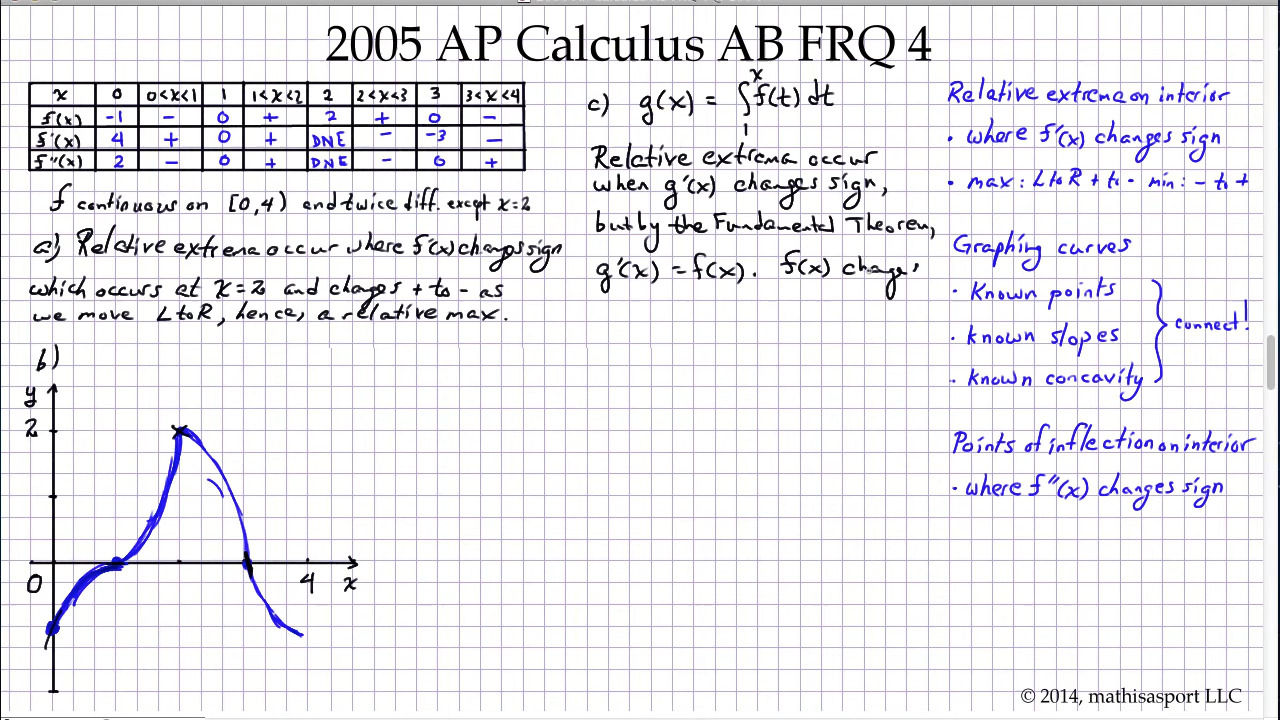 2005 AP Calculus AB FRQ 4
x 0 0<x<1 1 1<x<2 2 2<x<3 3 3<x<4
f(x) -1 - 0 + 2 + 0 -
f'(x) 4 + 0 + DNE - -3 -
f"(x) 2 - 0 + DNE - 0 +
f continuous on [0,4) and twice diff. except x=2
a) Relative extrema occur where f'(x) changes sign
which occurs at x=2 and changes + to - as
we move L to R, hence, a relative max.
b)
y
2
0 4 x
c) g(x) = ∫₁ˣ f(t) dt
Relative extrema occur
when g'(x) changes sign,
but by the Fundamental Theorem,
g'(x) = f(x). f(x) change
Relative extrema on interior
• where f'(x) changes sign
• max: L to R + to - min: - to +
Graphing curves
• Known points
• known slopes
• known concavity
connect!
Points of inflection on interior
• where f"(x) changes sign
© 2014, mathisasport LLC